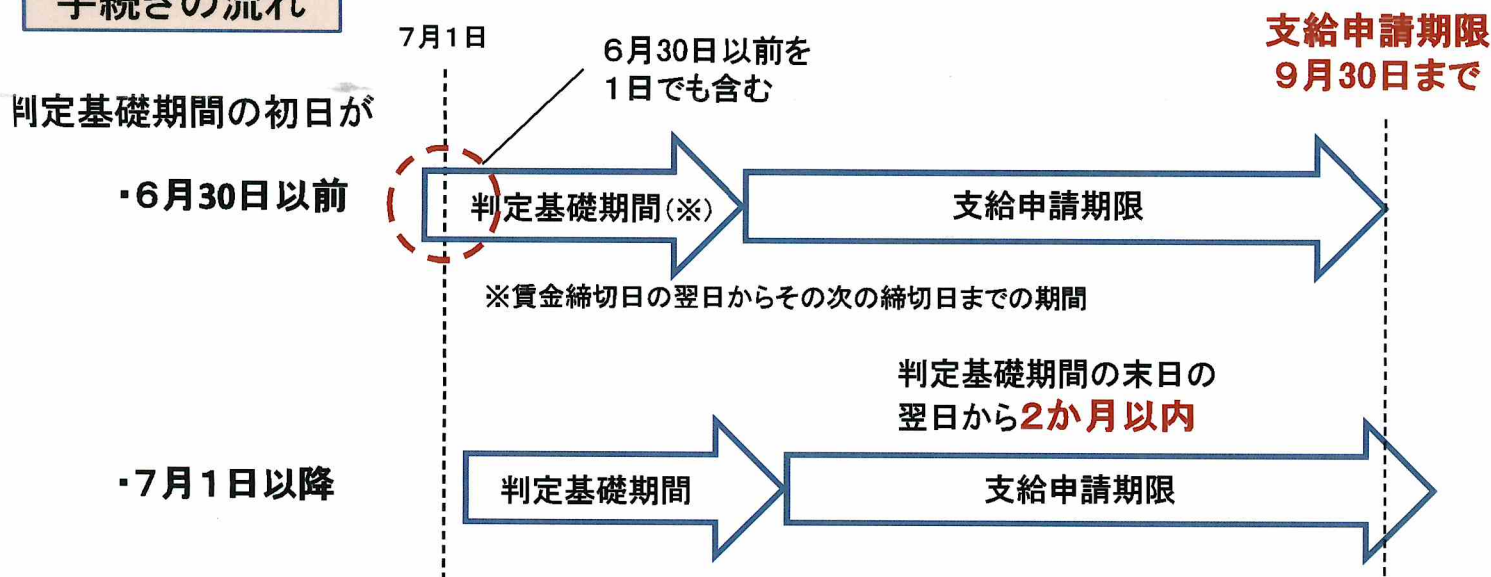 手続きの流れ
7月1日
6月30日以前を
1日でも含む
支給申請期限
9月30日まで
判定基礎期間の初日が
・6月30日以前
判定基礎期間(※)
支給申請期限
※賃金締切日の翌日からその次の締切日までの期間
判定基礎期間の末日の
翌日から2か月以内
・7月1日以降
判定基礎期間
支給申請期限